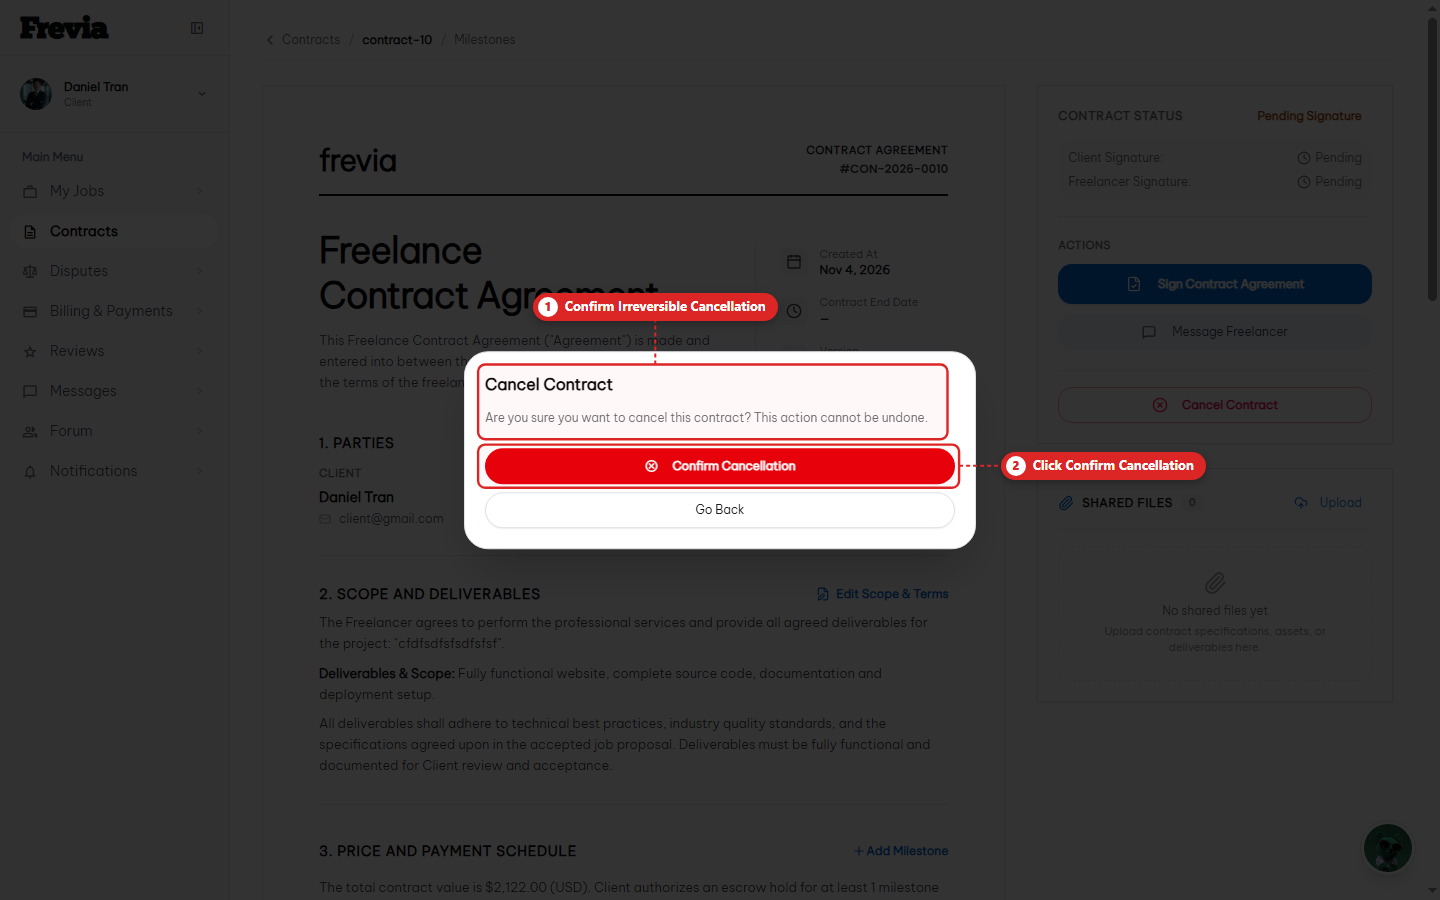 Frevia
Contracts / contract-10 / Milestones
Daniel Tran
Client
Main Menu
My Jobs
Contracts
Disputes
Billing & Payments
Reviews
Messages
Forum
Notifications
frevia
CONTRACT AGREEMENT
#CON-2026-0010
Freelance
Contract Agreement
Created At
Nov 4, 2026
Contract End Date
—
Version
This Freelance Contract Agreement ("Agreement") is made and
entered into between th
the terms of the freelan
1 Confirm Irreversible Cancellation
Cancel Contract
Are you sure you want to cancel this contract? This action cannot be undone.
Confirm Cancellation
Go Back
2 Click Confirm Cancellation
1. PARTIES
CLIENT
Daniel Tran
client@gmail.com
2. SCOPE AND DELIVERABLES
Edit Scope & Terms
The Freelancer agrees to perform the professional services and provide all agreed deliverables for
the project: "cfdfsdfsfsdfsfsf".
Deliverables & Scope: Fully functional website, complete source code, documentation and
deployment setup.
All deliverables shall adhere to technical best practices, industry quality standards, and the
specifications agreed upon in the accepted job proposal. Deliverables must be fully functional and
documented for Client review and acceptance.
3. PRICE AND PAYMENT SCHEDULE
+ Add Milestone
The total contract value is $2,122.00 (USD). Client authorizes an escrow hold for at least 1 milestone
CONTRACT STATUS
Pending Signature
Client Signature:
Pending
Freelancer Signature:
Pending
ACTIONS
Sign Contract Agreement
Message Freelancer
Cancel Contract
SHARED FILES 0
Upload
No shared files yet
Upload contract specifications, assets, or
deliverables here.